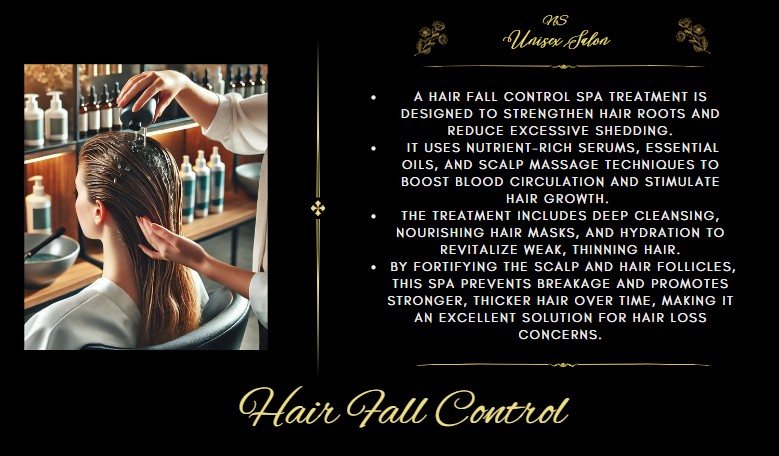 NS
Unisex Salon
• A HAIR FALL CONTROL SPA TREATMENT IS
DESIGNED TO STRENGTHEN HAIR ROOTS AND
REDUCE EXCESSIVE SHEDDING.
• IT USES NUTRIENT-RICH SERUMS, ESSENTIAL
OILS, AND SCALP MASSAGE TECHNIQUES TO
BOOST BLOOD CIRCULATION AND STIMULATE
HAIR GROWTH.
• THE TREATMENT INCLUDES DEEP CLEANSING,
NOURISHING HAIR MASKS, AND HYDRATION TO
REVITALIZE WEAK, THINNING HAIR.
• BY FORTIFYING THE SCALP AND HAIR FOLLICLES,
THIS SPA PREVENTS BREAKAGE AND PROMOTES
STRONGER, THICKER HAIR OVER TIME, MAKING IT
AN EXCELLENT SOLUTION FOR HAIR LOSS
CONCERNS.
Hair Fall Control